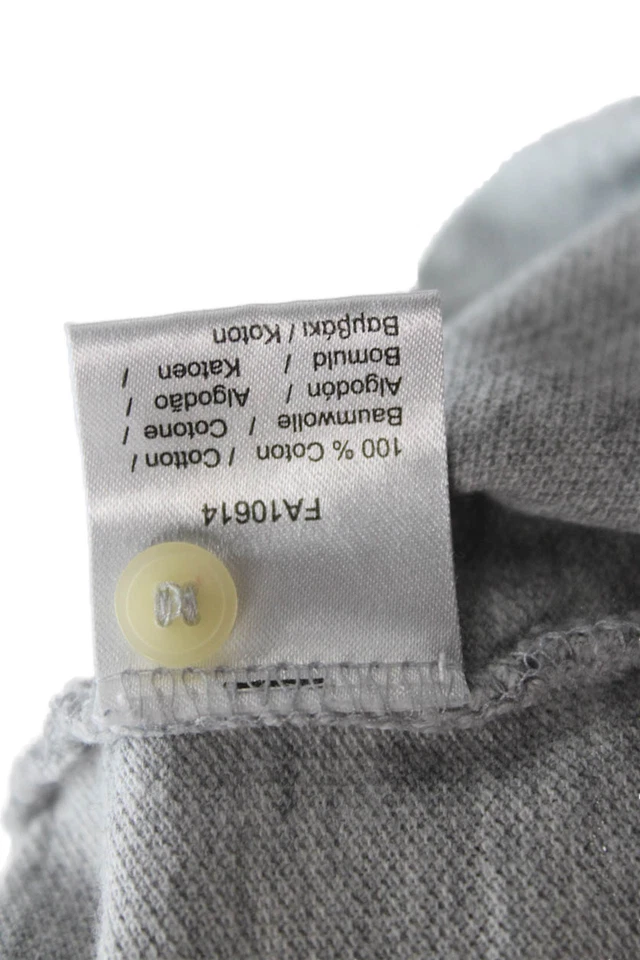 FA10614
100 % Coton / Cotton /
Baumwolle / Cotone /
Algodón / Algodão /
Bomuld / Katoen /
Βαμβάκι / Koton